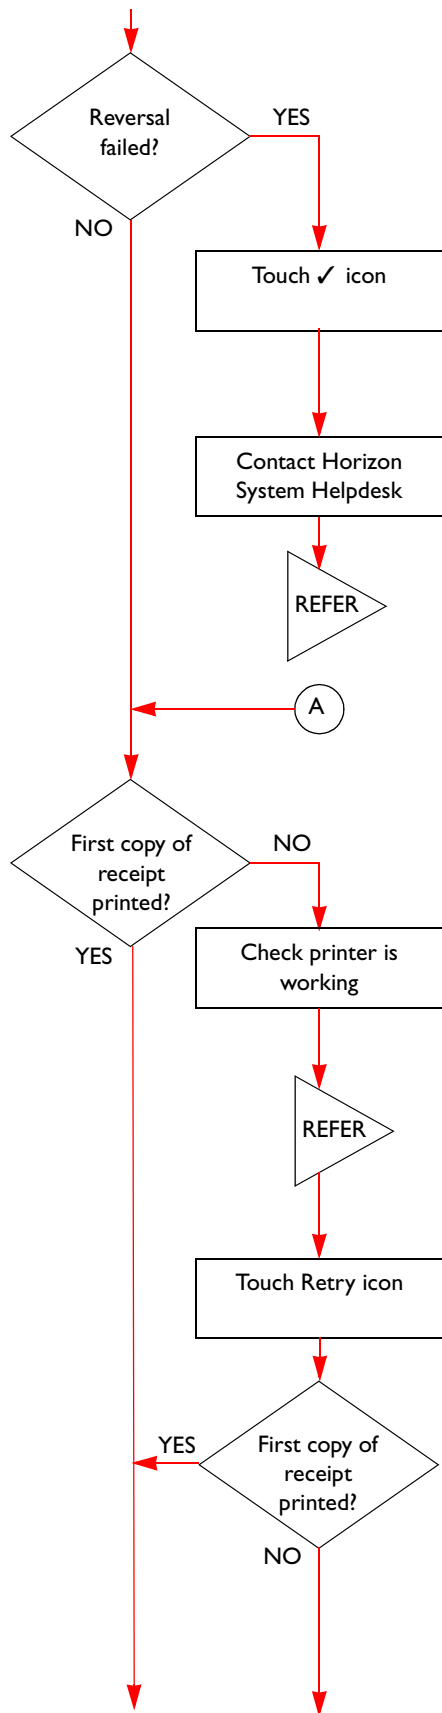 Reversal
failed?
YES
NO
Touch ✓ icon
Contact Horizon
System Helpdesk
REFER
A
First copy of
receipt
printed?
NO
YES
Check printer is
working
REFER
Touch Retry icon
YES
First copy of
receipt
printed?
NO